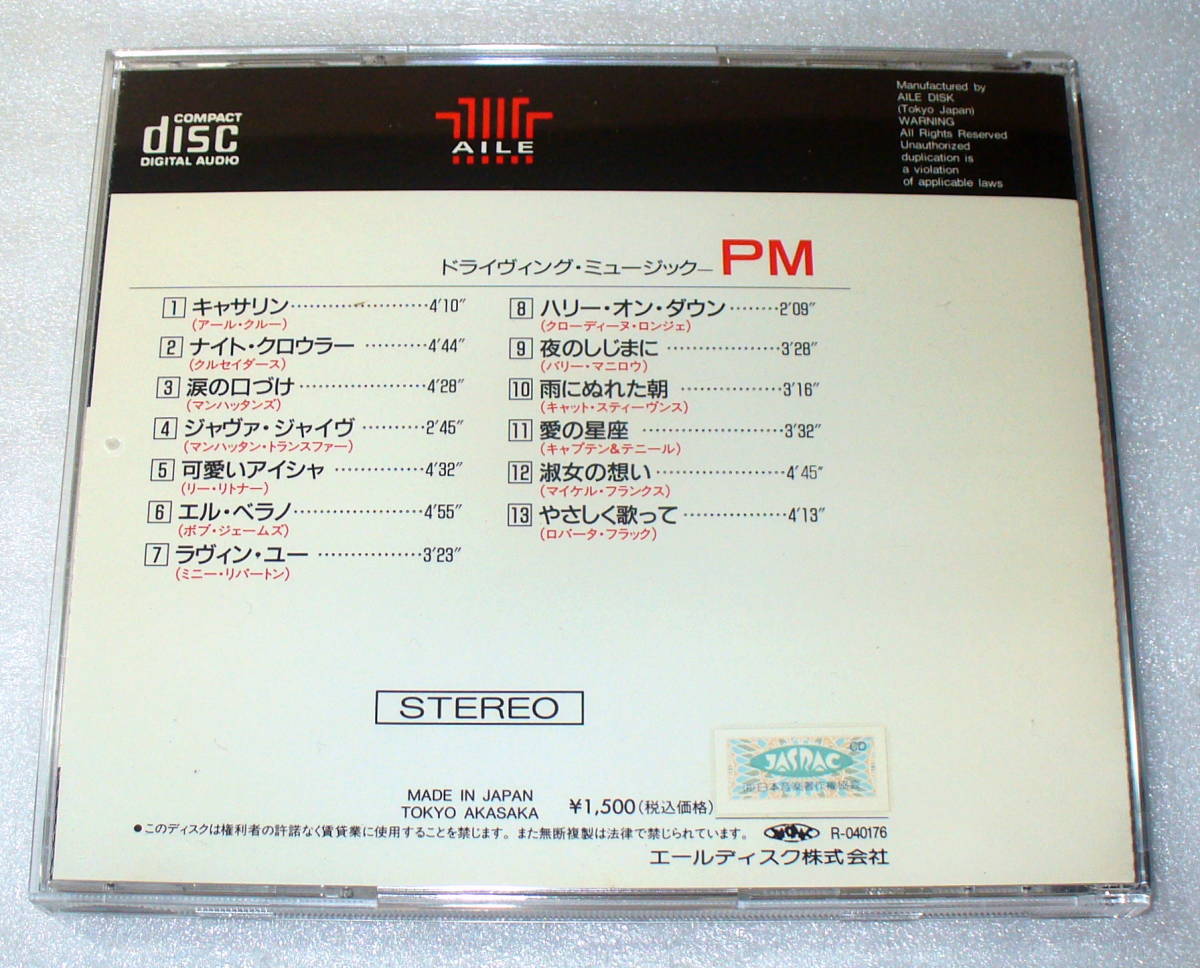 COMPACT
disc
DIGITAL AUDIO
AILE
Manufactured by
AILE DISK
(Tokyo Japan)
WARNING
All Rights Reserved
Unauthorized
duplication is
a violation
of applicable laws
ドライヴィング・ミュージック—PM
1 キャサリン……………………4'10"
(アール・クルー)
2 ナイト・クロウラー…………4'44"
(クルセイダース)
3 涙の口づけ…………………4'28"
(マンハッタンズ)
4 ジャヴァ・ジャイヴ…………2'45"
(マンハッタン・トランスファー)
5 可愛いアイシャ……………4'32"
(リー・リトナー)
6 エル・ベラノ…………………4'55"
(ボブ・ジェームズ)
7 ラヴィン・ユー………………3'23"
(ミニー・リパートン)
8 ハリー・オン・ダウン………2'09"
(クローディーヌ・ロンジェ)
9 夜のしじまに…………………3'28"
(バリー・マニロウ)
10 雨にぬれた朝………………3'16"
(キャット・スティーヴンス)
11 愛の星座……………………3'32"
(キャプテン&テニール)
12 淑女の想い…………………4'45"
(マイケル・フランクス)
13 やさしく歌って………………4'13"
(ロバータ・フラック)
STEREO
JASRAC
CD
(社)日本音楽著作権協会
MADE IN JAPAN
TOKYO AKASAKA
¥1,500(税込価格)
●このディスクは権利者の許諾なく賃貸業に使用することを禁じます。また無断複製は法律で禁じられています。
R-040176
エールディスク株式会社